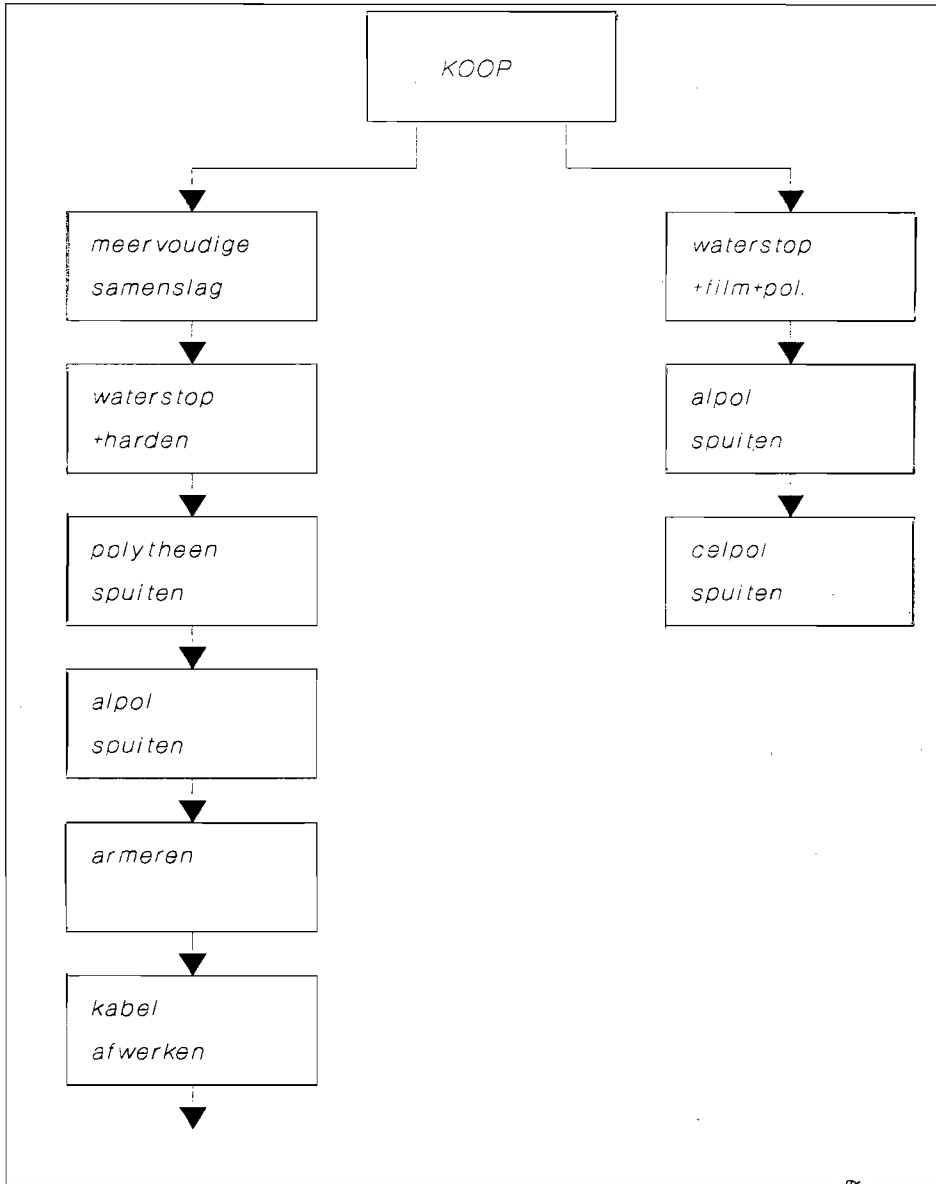 KOOP
meervoudige
samenslag
waterstop
+harden
polytheen
spuiten
alpol
spuiten
armeren
kabel
afwerken
waterstop
+film+pol.
alpol
spuiten
celpol
spuiten